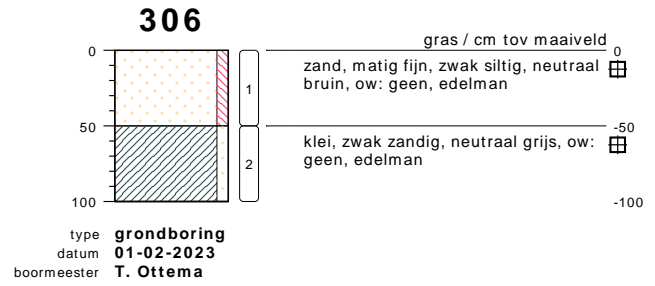 306
gras / cm tov maaiveld
0
0
zand, matig fijn, zwak siltig, neutraal
bruin, ow: geen, edelman
1
50
-50
klei, zwak zandig, neutraal grijs, ow:
geen, edelman
2
100
-100
type grondboring
datum 01-02-2023
boormeester T. Ottema